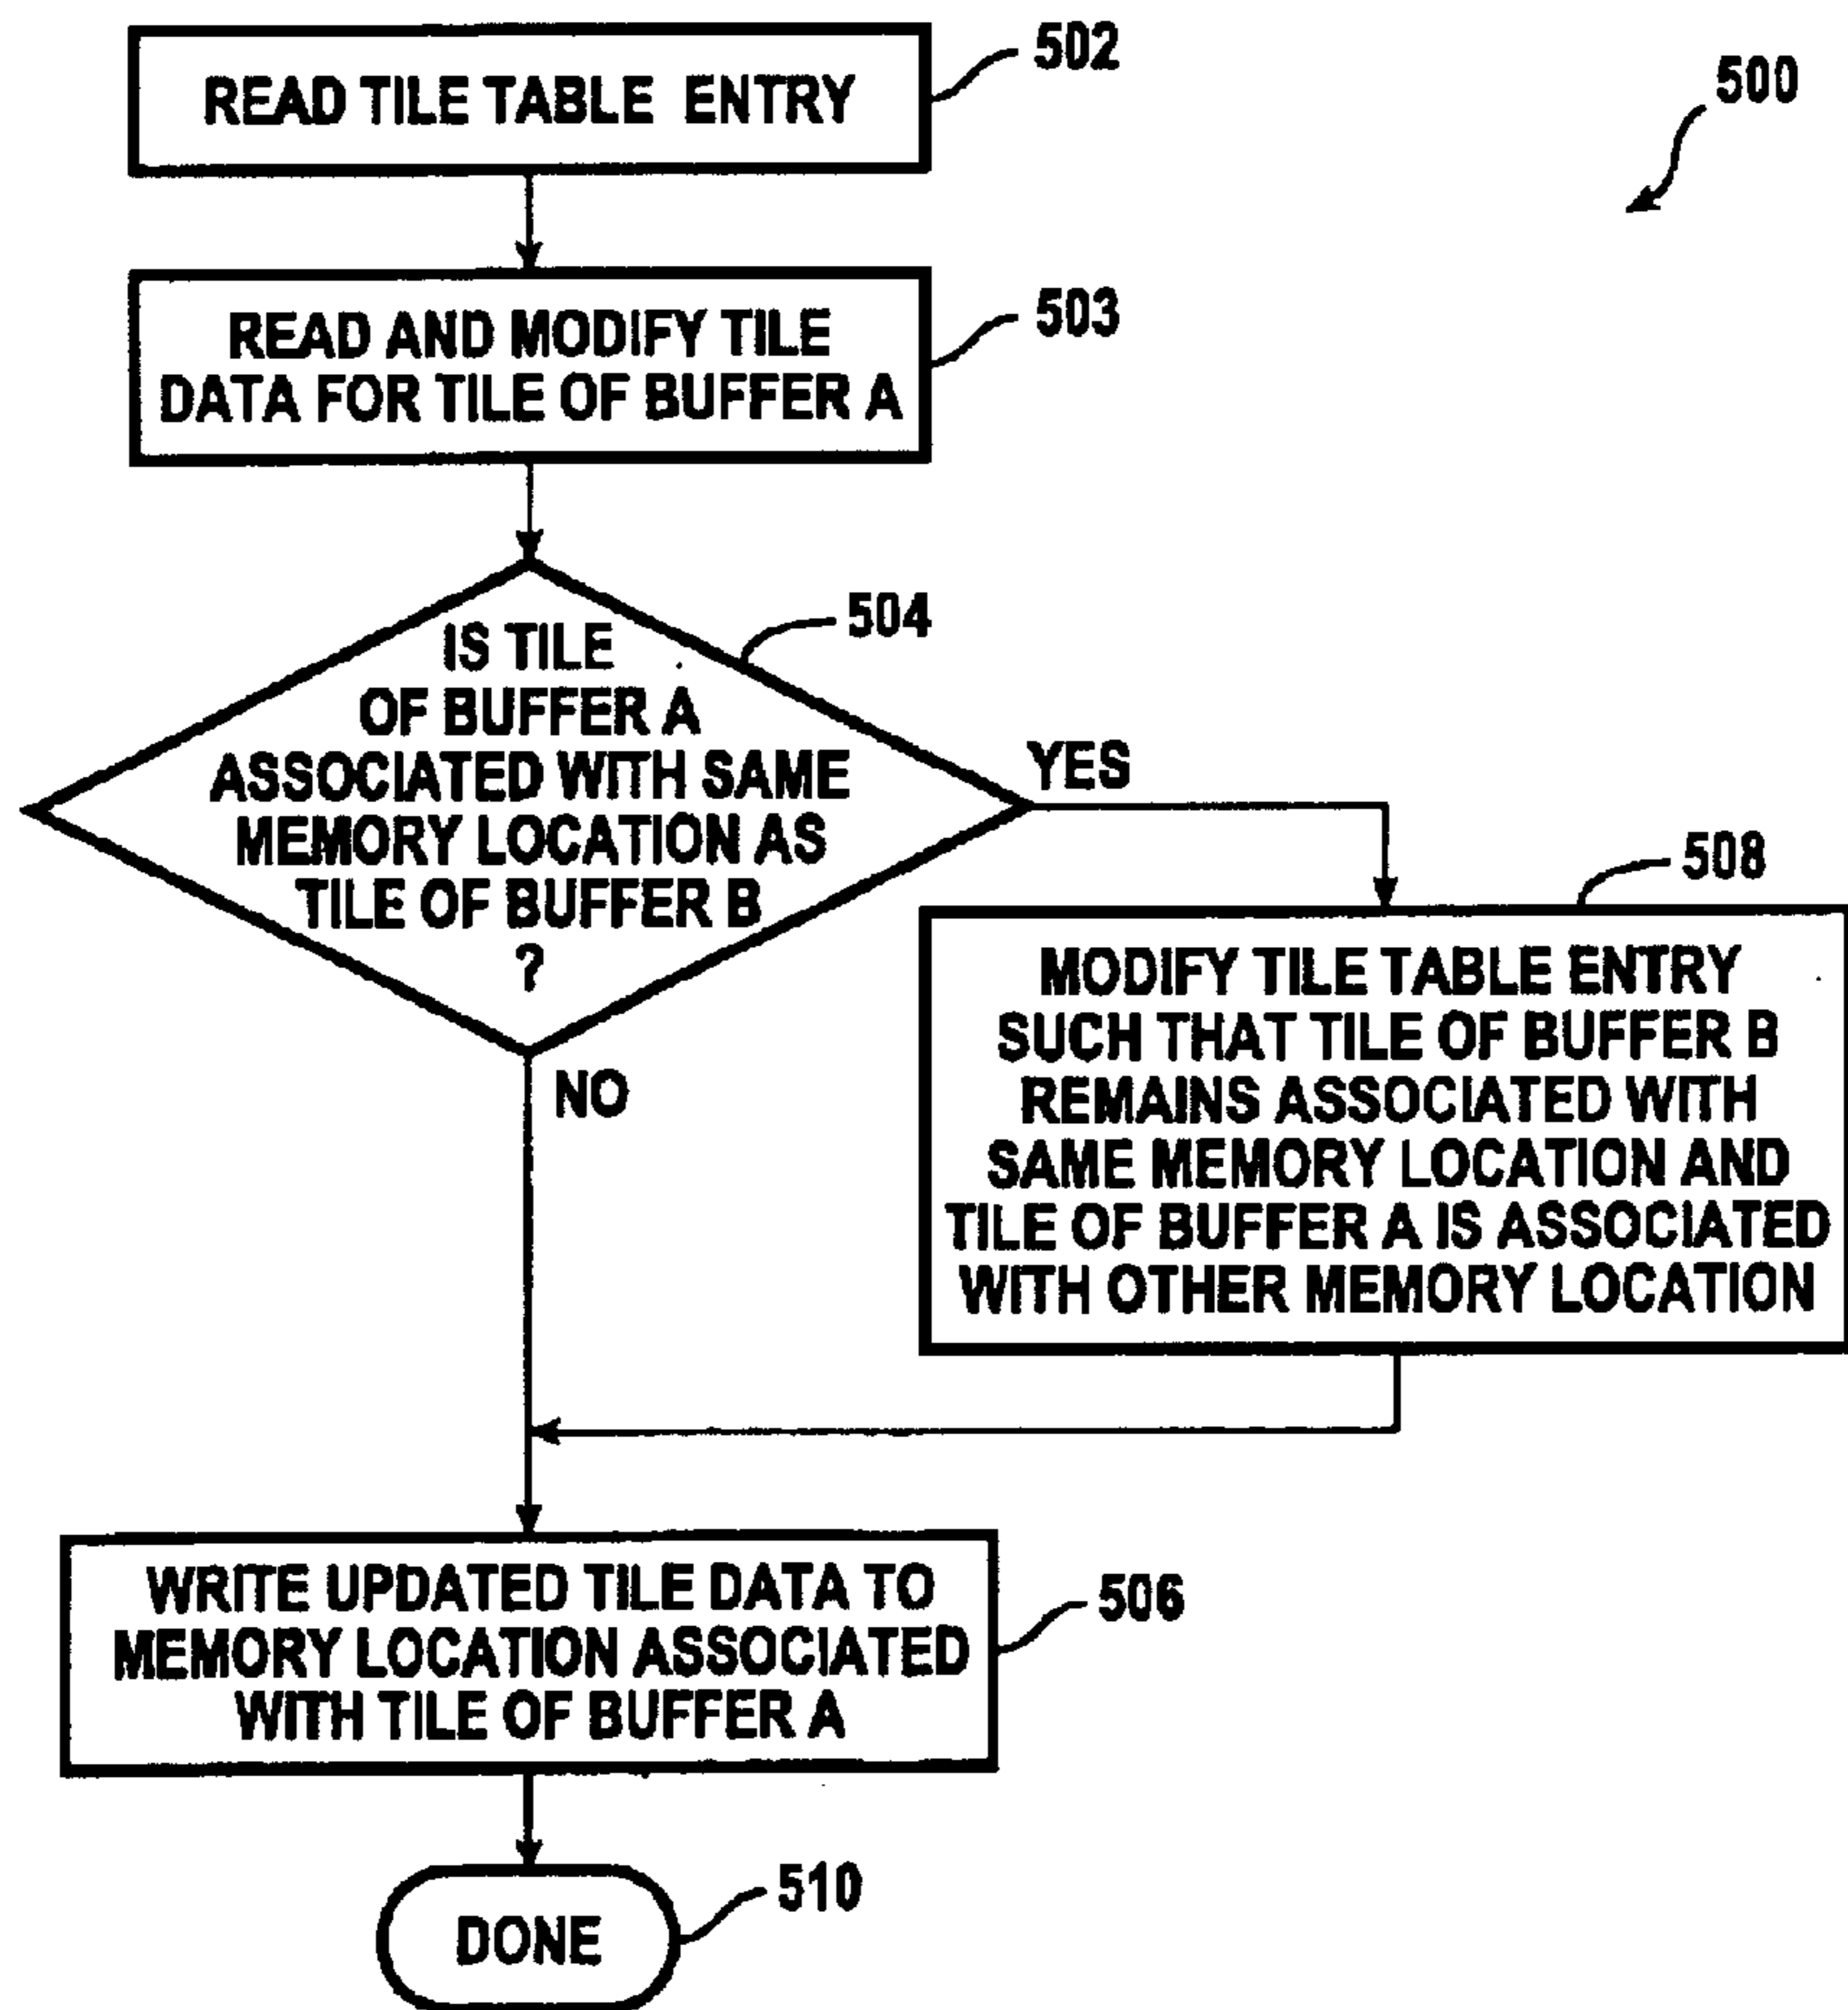 502
READ TILE TABLE ENTRY
500
503
READ AND MODIFY TILE
DATA FOR TILE OF BUFFER A
504
IS TILE
OF BUFFER A
ASSOCIATED WITH SAME
MEMORY LOCATION AS
TILE OF BUFFER B
?
YES
NO
508
MODIFY TILE TABLE ENTRY
SUCH THAT TILE OF BUFFER B
REMAINS ASSOCIATED WITH
SAME MEMORY LOCATION AND
TILE OF BUFFER A IS ASSOCIATED
WITH OTHER MEMORY LOCATION
WRITE UPDATED TILE DATA TO
MEMORY LOCATION ASSOCIATED
WITH TILE OF BUFFER A
506
510
DONE